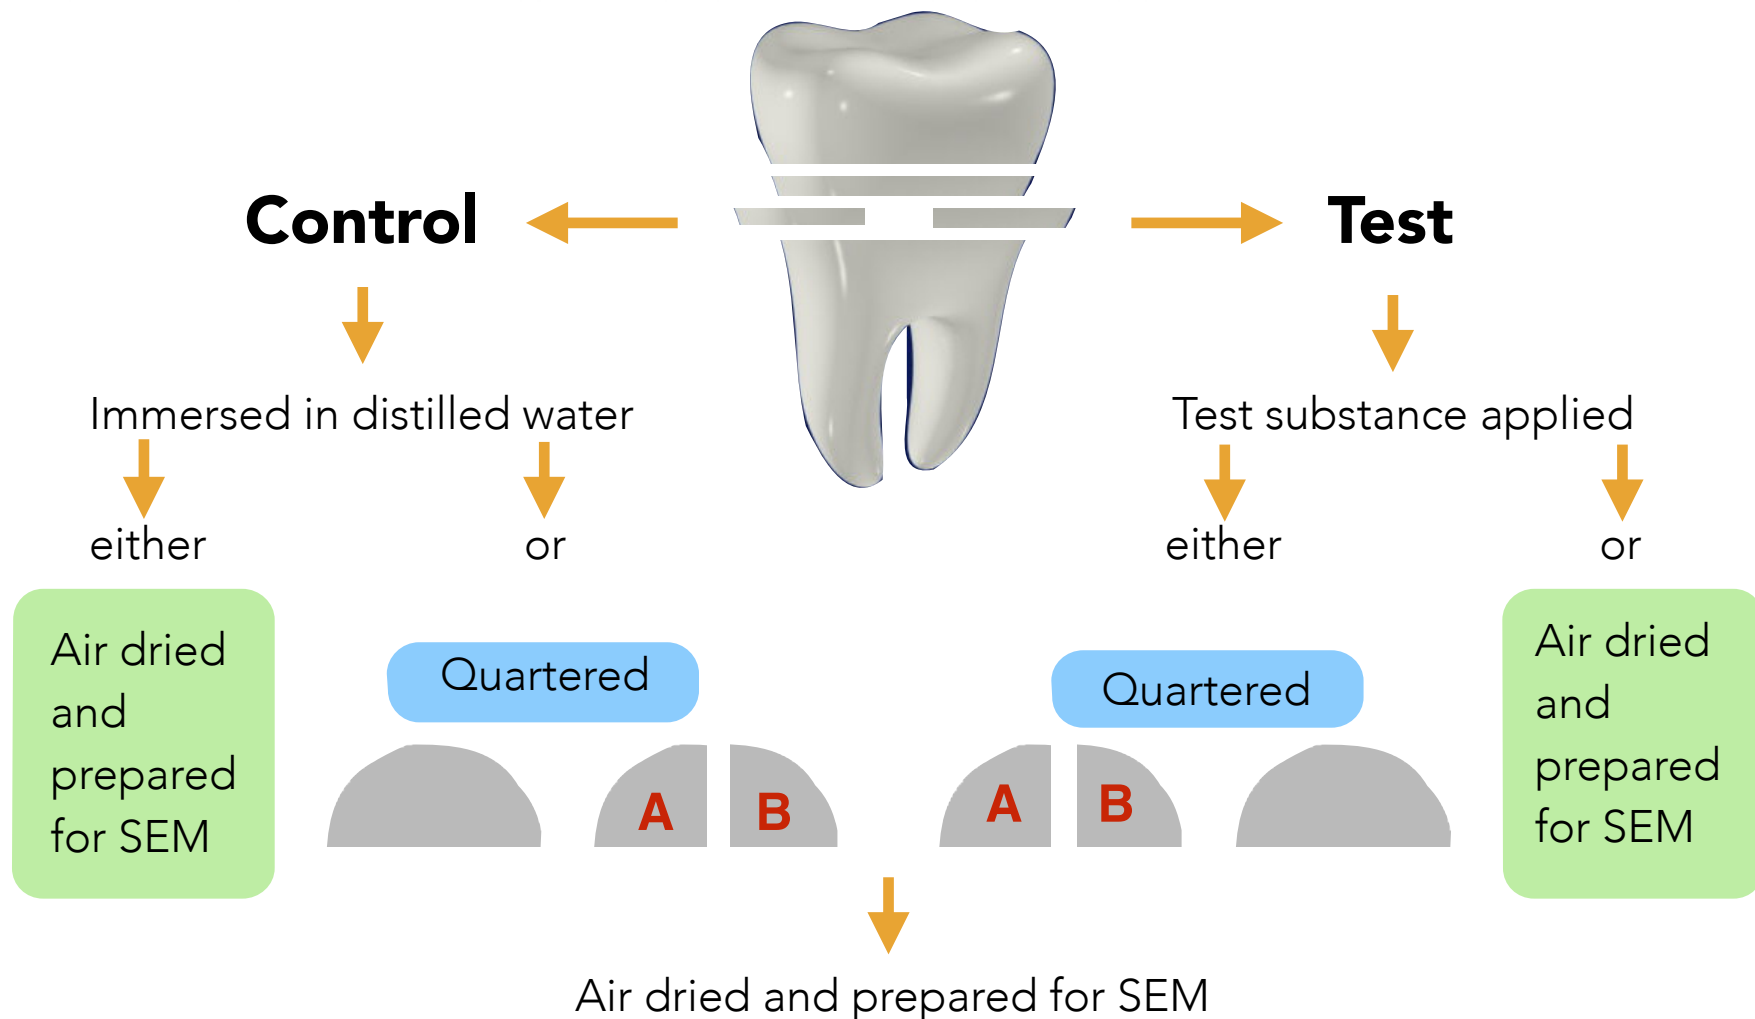 Control
Test
Immersed in distilled water
Test substance applied
either
or
either
or
Air dried
and
prepared
for SEM
Quartered
Quartered
Air dried
and
prepared
for SEM
A
B
A
B
Air dried and prepared for SEM